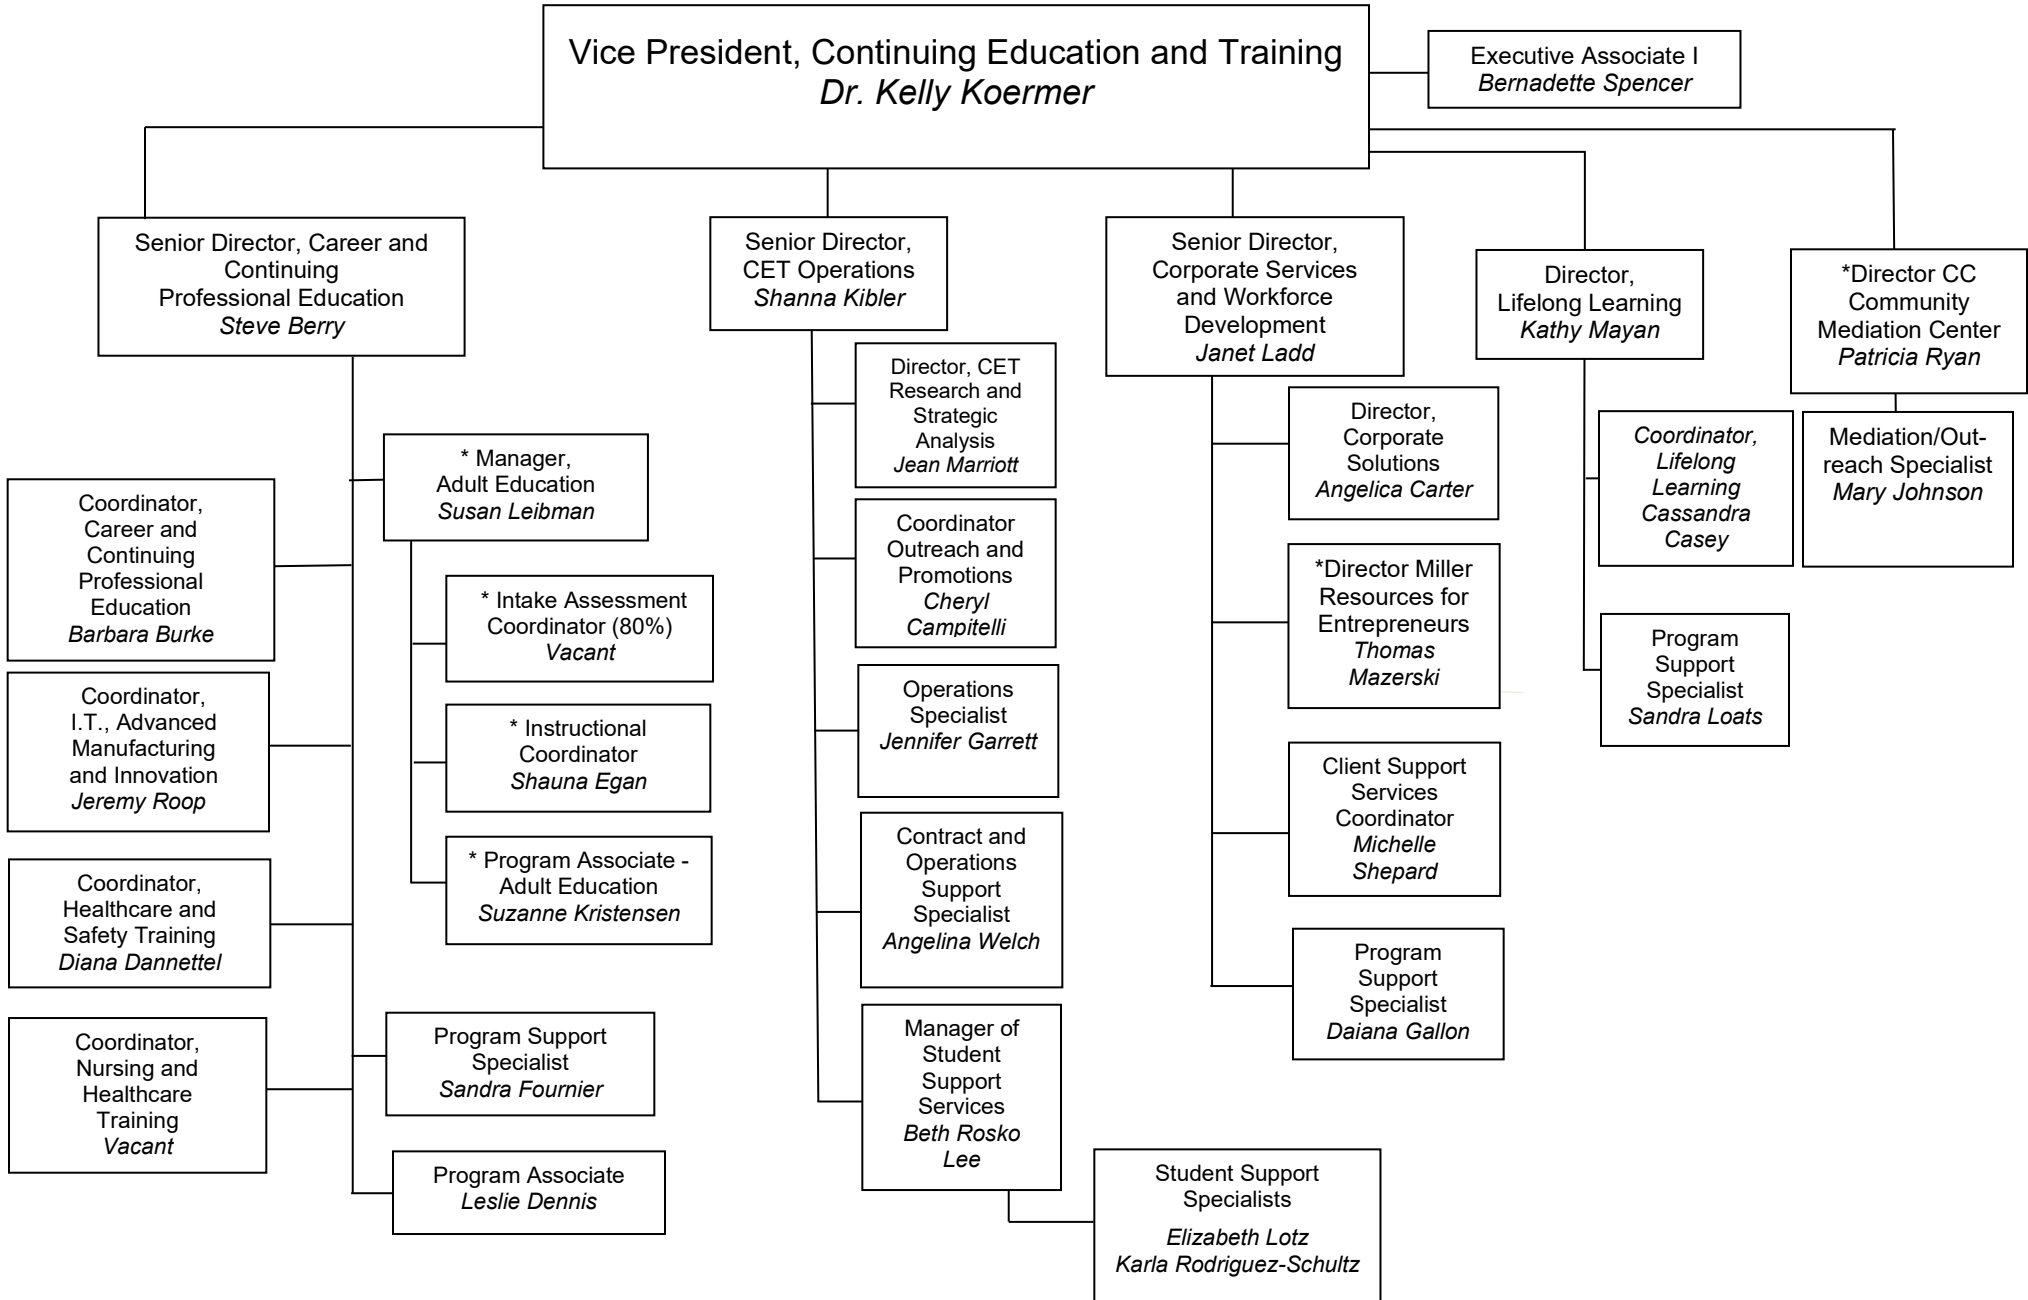 Vice President, Continuing Education and Training
Dr. Kelly Koermer
Executive Associate I
Bernadette Spencer
Senior Director, Career and
Continuing
Professional Education
Steve Berry
Coordinator,
Career and
Continuing
Professional
Education
Barbara Burke
Coordinator,
I.T., Advanced
Manufacturing
and Innovation
Jeremy Roop
Coordinator,
Healthcare and
Safety Training
Diana Dannettel
Coordinator,
Nursing and
Healthcare
Training
Vacant
* Manager,
Adult Education
Susan Leibman
* Intake Assessment
Coordinator (80%)
Vacant
* Instructional
Coordinator
Shauna Egan
* Program Associate -
Adult Education
Suzanne Kristensen
Program Support
Specialist
Sandra Fournier
Program Associate
Leslie Dennis
Senior Director,
CET Operations
Shanna Kibler
Director, CET
Research and
Strategic
Analysis
Jean Marriott
Coordinator
Outreach and
Promotions
Cheryl
Campitelli
Operations
Specialist
Jennifer Garrett
Contract and
Operations
Support
Specialist
Angelina Welch
Manager of
Student
Support
Services
Beth Rosko
Lee
Student Support
Specialists
Elizabeth Lotz
Karla Rodriguez-Schultz
Senior Director,
Corporate Services
and Workforce
Development
Janet Ladd
Director,
Corporate
Solutions
Angelica Carter
*Director Miller
Resources for
Entrepreneurs
Thomas
Mazerski
Client Support
Services
Coordinator
Michelle
Shepard
Program
Support
Specialist
Daiana Gallon
Director,
Lifelong Learning
Kathy Mayan
Coordinator,
Lifelong
Learning
Cassandra
Casey
Program
Support
Specialist
Sandra Loats
*Director CC
Community
Mediation Center
Patricia Ryan
Mediation/Out-
reach Specialist
Mary Johnson